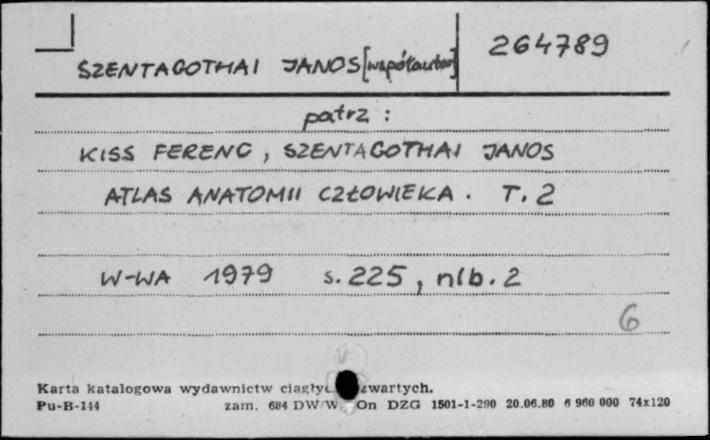 SZENTAGOTHAI JANOS [współautor] 264789
patrz :
KISS FERENC, SZENTAGOTHAI JANOS
ATLAS ANATOMII CZŁOWIEKA. T. 2
W-WA 1979 s. 225, nlb. 2
6
Karta katalogowa wydawnictw zwartych.
Pu-B-144 zam. 684 DW/W On DZG 1501-1-290 20.06.80 6 960 000 74x120